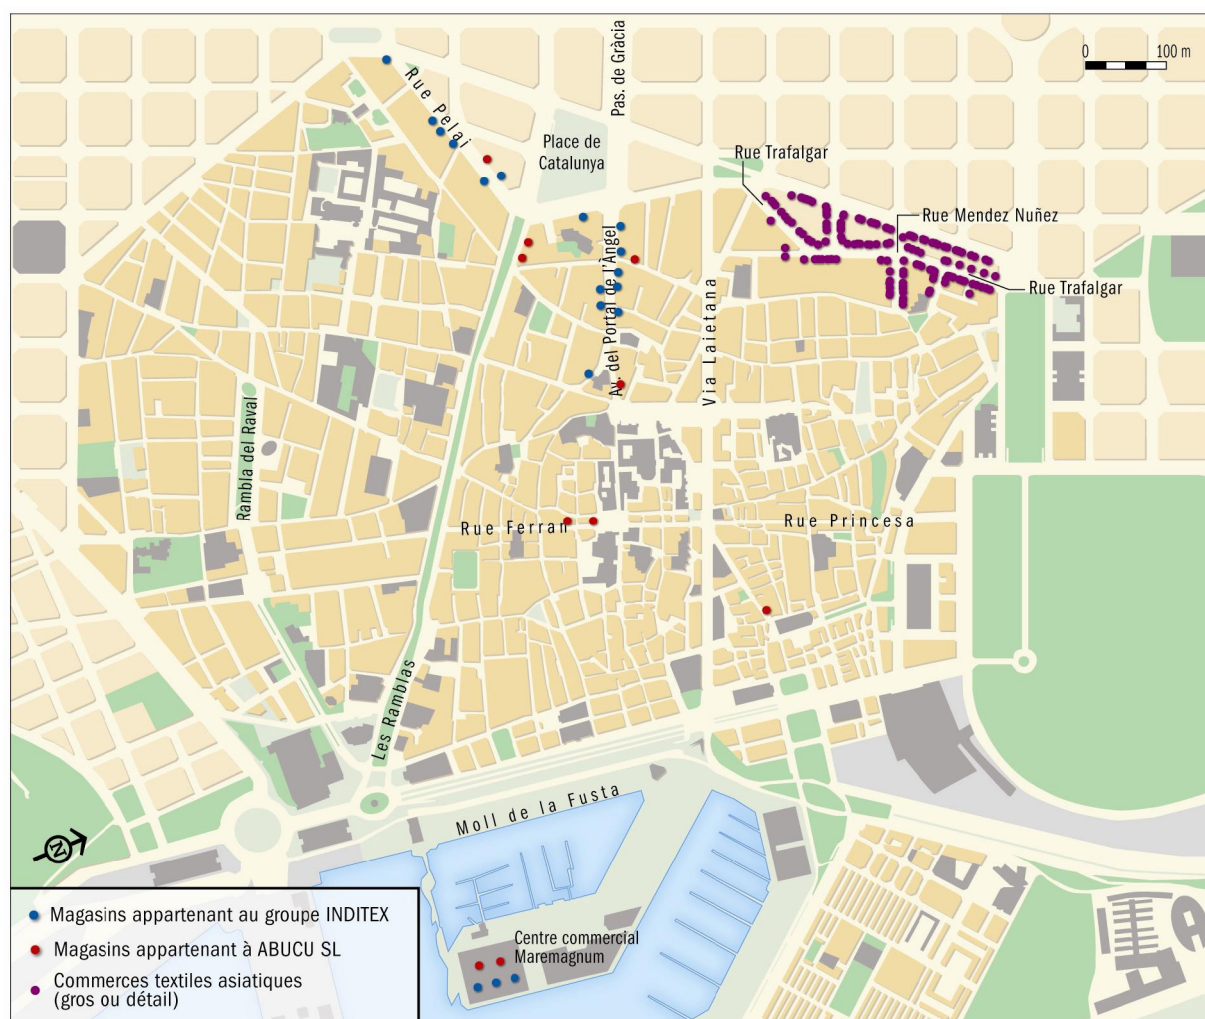 Pas. de Gràcia
0 100 m
Rue Pelai
Place de
Catalunya
Rue Trafalgar
Rue Mendez Nuñez
Rue Trafalgar
Av. del Portal de l'Àngel
Via Laietana
Rambla del Raval
Rue Ferran
Rue Princesa
Les Ramblas
Moll de la Fusta
N
Centre commercial
Maremagnum
Magasins appartenant au groupe INDITEX
Magasins appartenant à ABUCU SL
Commerces textiles asiatiques
(gros ou détail)